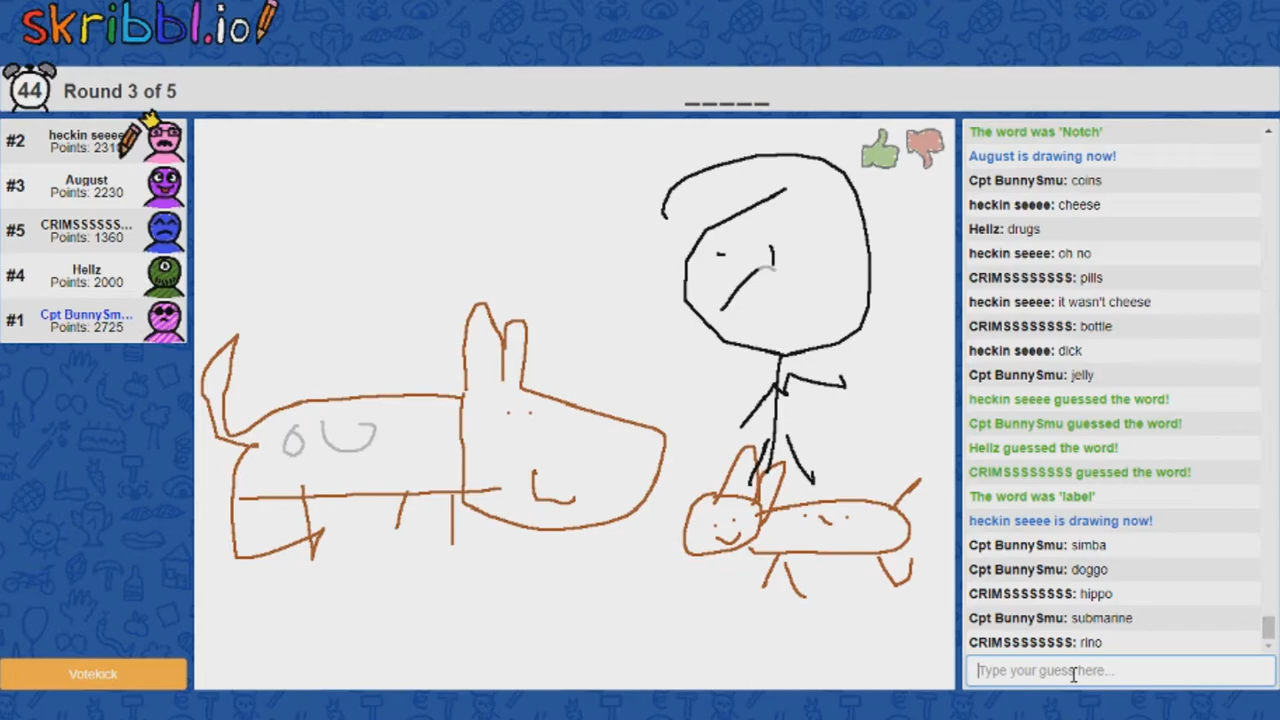 skribbl.io
44 Round 3 of 5
_ _ _ _ _
#2 heckin seeee
Points: 2310
#3 August
Points: 2230
#5 CRIMSSSSSS...
Points: 1360
#4 Hellz
Points: 2000
#1 Cpt BunnySm...
Points: 2725
Votekick
The word was 'Notch'
August is drawing now!
Cpt BunnySmu: coins
heckin seeee: cheese
Hellz: drugs
heckin seeee: oh no
CRIMSSSSSSSS: pills
heckin seeee: it wasn't cheese
CRIMSSSSSSSS: bottle
heckin seeee: dick
Cpt BunnySmu: jelly
heckin seeee guessed the word!
Cpt BunnySmu guessed the word!
Hellz guessed the word!
CRIMSSSSSSSS guessed the word!
The word was 'label'
heckin seeee is drawing now!
Cpt BunnySmu: simba
Cpt BunnySmu: doggo
CRIMSSSSSSSS: hippo
Cpt BunnySmu: submarine
CRIMSSSSSSSS: rino
Type your guess here...